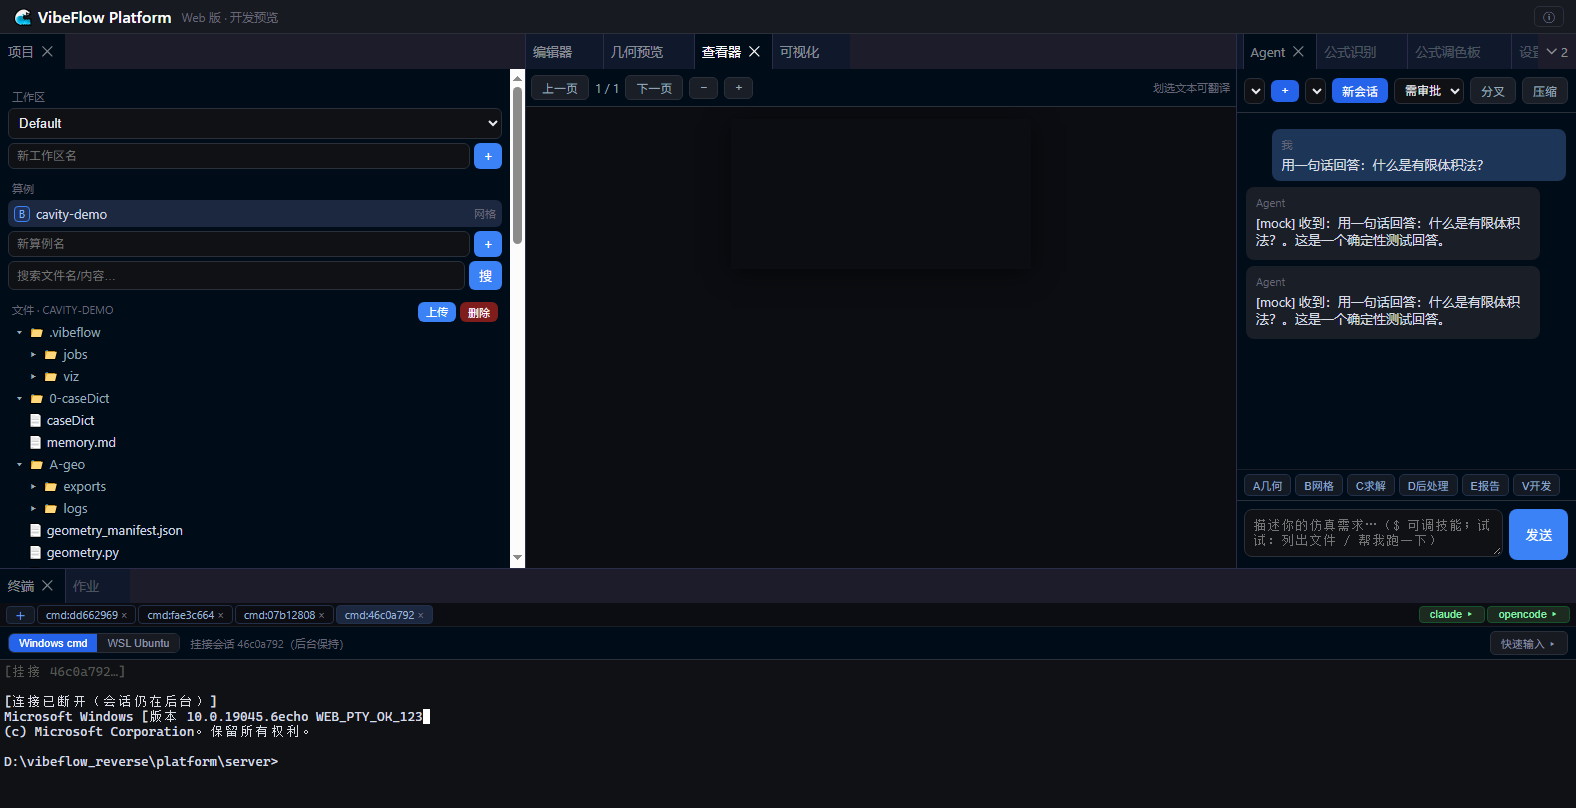 VibeFlow Platform Web 版 · 开发预览
项目
工作区
Default
新工作区名
+
算例
B cavity-demo 网格
新算例名
+
搜索文件名/内容...
搜
文件 · CAVITY-DEMO 上传 删除
.vibeflow
jobs
viz
0-caseDict
caseDict
memory.md
A-geo
exports
logs
geometry_manifest.json
geometry.py
编辑器 几何预览 查看器 可视化
上一页 1 / 1 下一页 − + 划选文本可翻译
Agent 公式识别 公式调色板 设 2
+ 新会话 需审批 分叉 压缩
我
用一句话回答：什么是有限体积法？
Agent
[mock] 收到：用一句话回答：什么是有限体积
法？。这是一个确定性测试回答。
Agent
[mock] 收到：用一句话回答：什么是有限体积
法？。这是一个确定性测试回答。
A几何 B网格 C求解 D后处理 E报告 V开发
描述你的仿真需求…（$ 可调技能；试
试：列出文件 / 帮我跑一下）
发送
终端 作业
+ cmd:dd662969 × cmd:fae3c664 × cmd:07b12808 × cmd:46c0a792 × claude ▸ opencode ▸
Windows cmd WSL Ubuntu 挂接会话 46c0a792（后台保持） 快速输入 ▸
[挂接 46c0a792…]
[连接已断开（会话仍在后台）]
Microsoft Windows [版本 10.0.19045.6echo WEB_PTY_OK_123
(c) Microsoft Corporation。保留所有权利。
D:\vibeflow_reverse\platform\server>